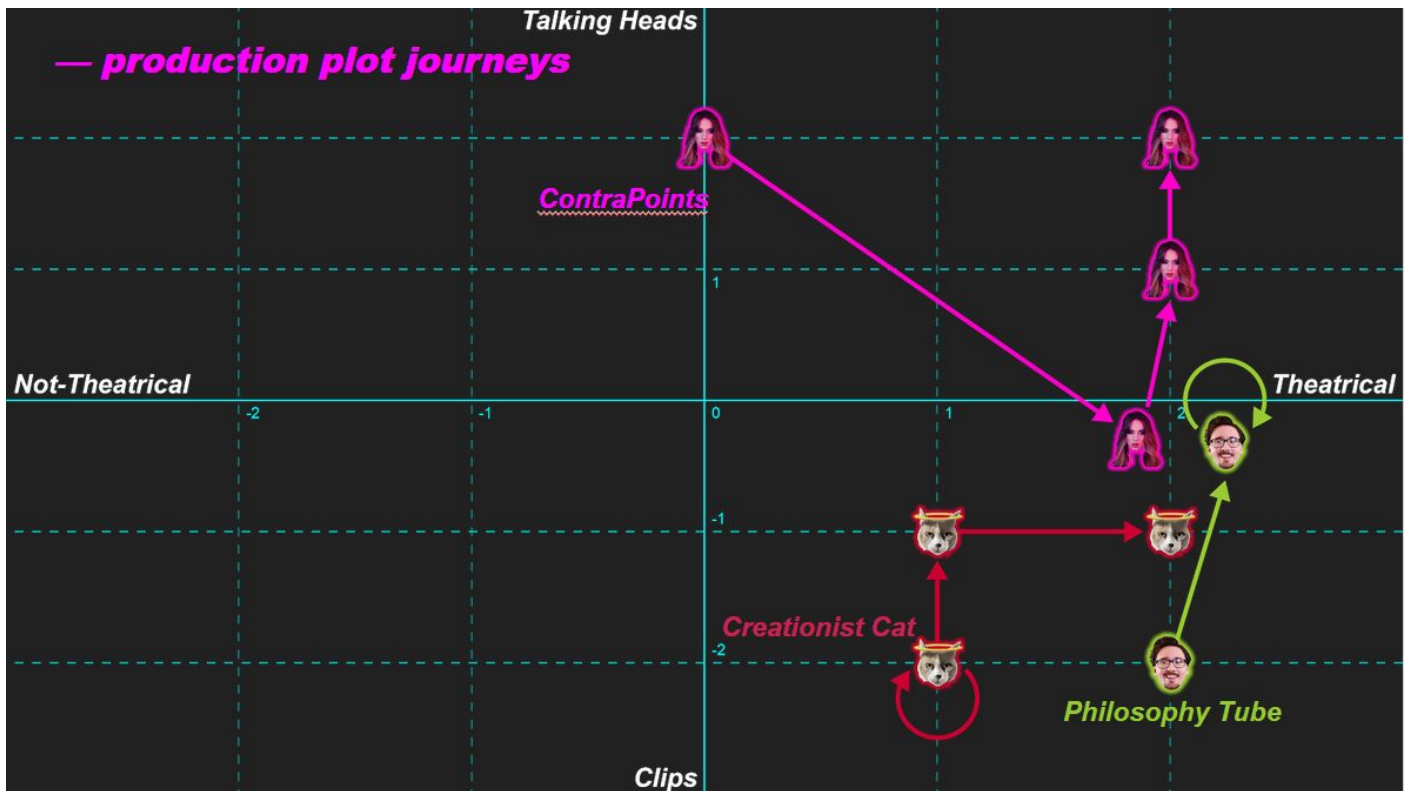 Talking Heads
— production plot journeys
ContraPoints
1
Not-Theatrical
Theatrical
-2
-1
0
1
2
-1
Creationist Cat
-2
Philosophy Tube
Clips